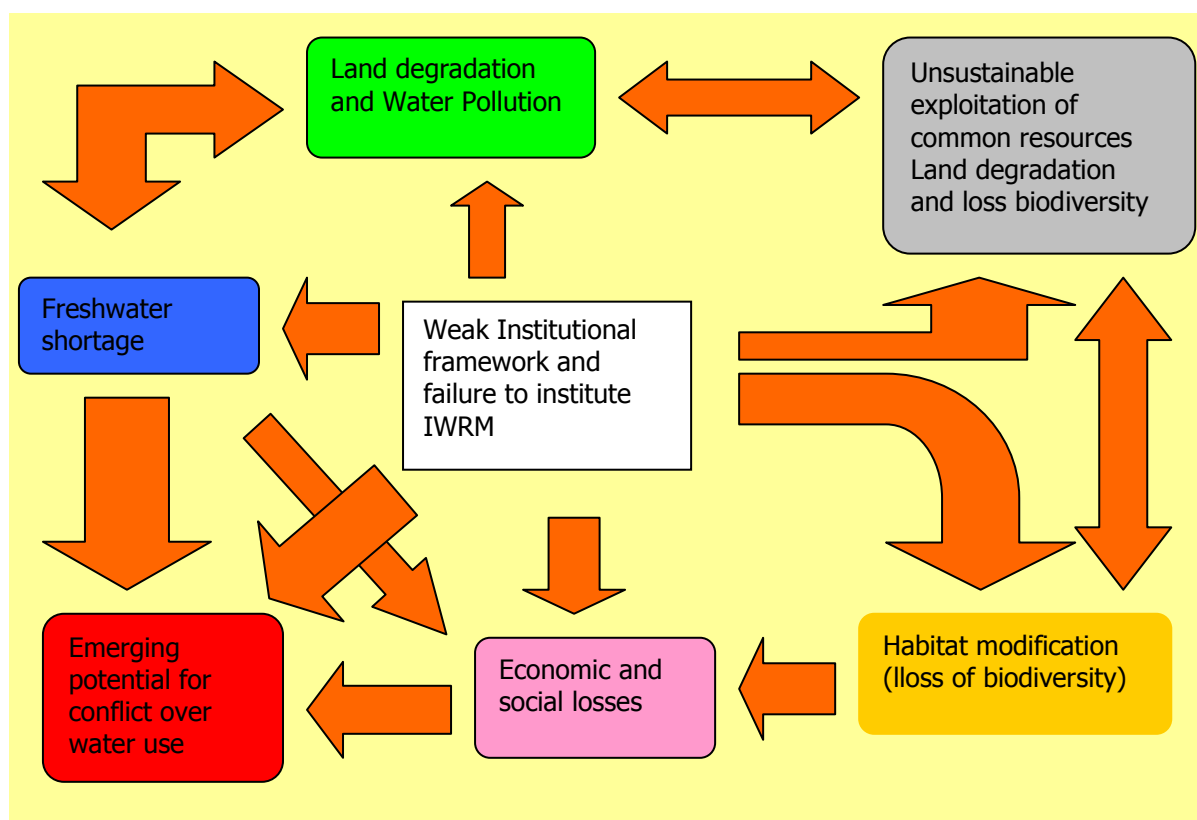 Land degradation
and Water Pollution
Unsustainable
exploitation of
common resources
Land degradation
and loss biodiversity
Freshwater
shortage
Weak Institutional
framework and
failure to institute
IWRM
Emerging
potential for
conflict over
water use
Economic and
social losses
Habitat modification
(lloss of biodiversity)